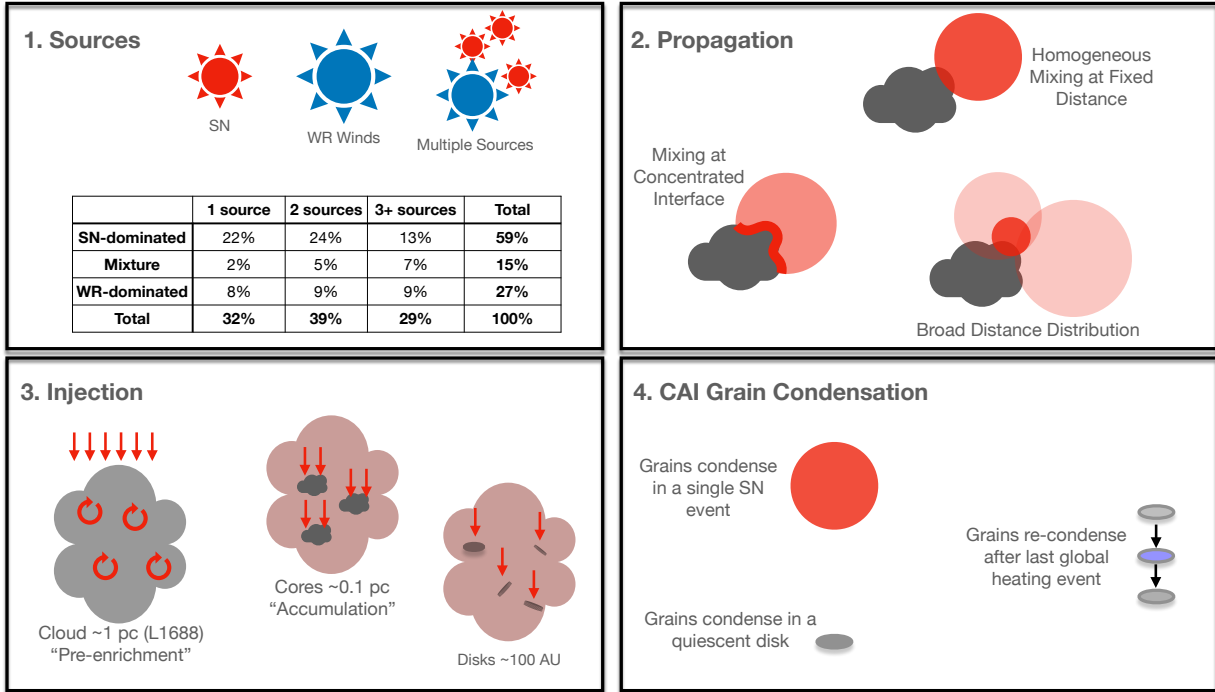 1. Sources
SN
WR Winds
Multiple Sources
1 source 2 sources 3+ sources Total
SN-dominated 22% 24% 13% 59%
Mixture 2% 5% 7% 15%
WR-dominated 8% 9% 9% 27%
Total 32% 39% 29% 100%
2. Propagation
Homogeneous
Mixing at Fixed
Distance
Mixing at
Concentrated
Interface
Broad Distance Distribution
3. Injection
Cloud ~1 pc (L1688)
“Pre-enrichment”
Cores ~0.1 pc
“Accumulation”
Disks ~100 AU
4. CAI Grain Condensation
Grains condense
in a single SN
event
Grains re-condense
after last global
heating event
Grains condense in a
quiescent disk